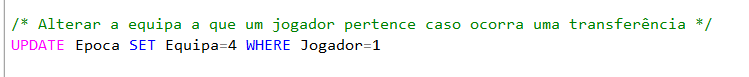 /* Alterar a equipa a que um jogador pertence caso ocorra uma transferência */
UPDATE Epoca SET Equipa=4 WHERE Jogador=1